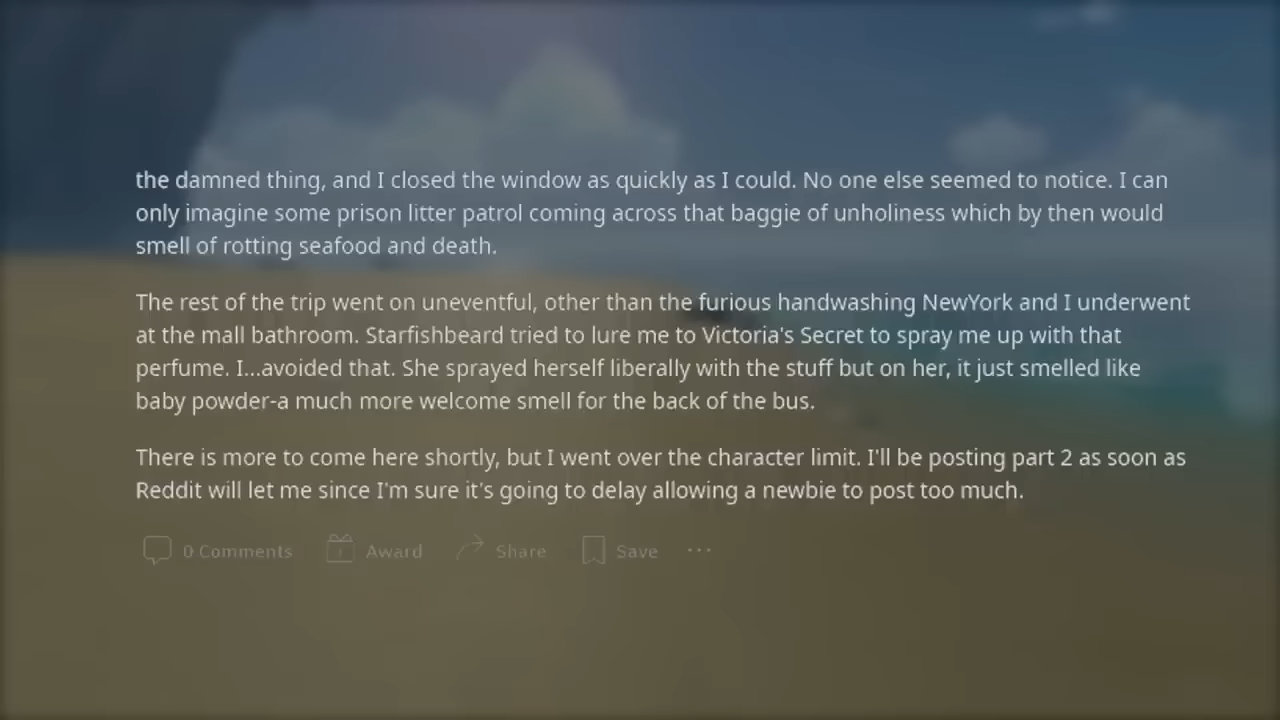 the damned thing, and I closed the window as quickly as I could. No one else seemed to notice. I can
only imagine some prison litter patrol coming across that baggie of unholiness which by then would
smell of rotting seafood and death.
The rest of the trip went on uneventful, other than the furious handwashing NewYork and I underwent
at the mall bathroom. Starfishbeard tried to lure me to Victoria's Secret to spray me up with that
perfume. I...avoided that. She sprayed herself liberally with the stuff but on her, it just smelled like
baby powder-a much more welcome smell for the back of the bus.
There is more to come here shortly, but I went over the character limit. I'll be posting part 2 as soon as
Reddit will let me since I'm sure it's going to delay allowing a newbie to post too much.
0 Comments Award Share Save ...